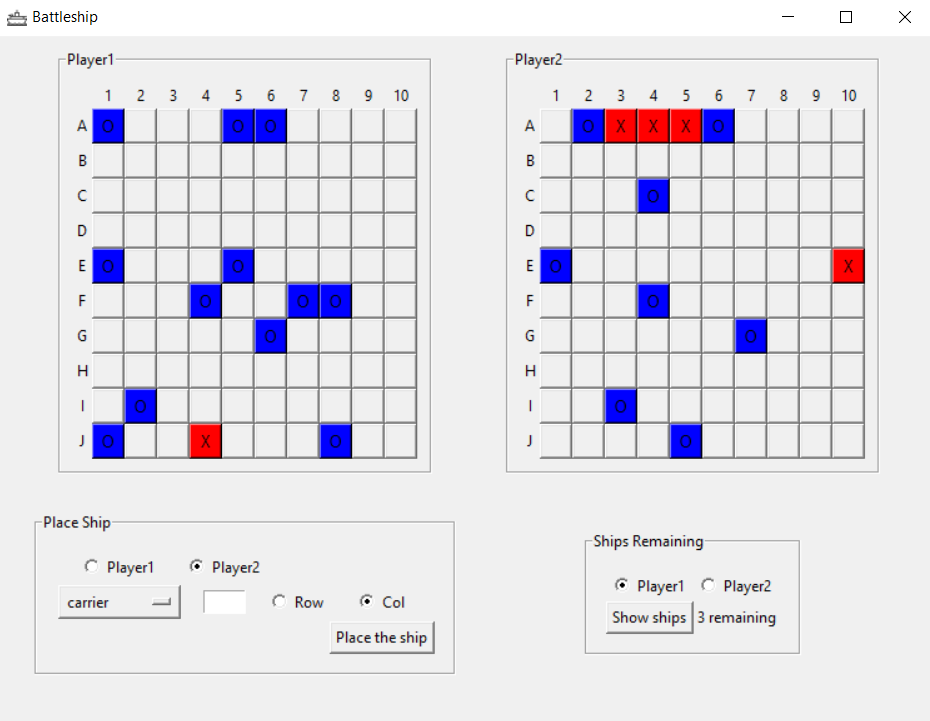 Battleship
Player1
1 2 3 4 5 6 7 8 9 10
A O O O
B
C
D
E O O
F O O O
G O
H
I O
J O X O
Player2
1 2 3 4 5 6 7 8 9 10
A O X X X O
B
C O
D
E O X
F O
G O
H
I O
J O
Place Ship
Player1 Player2
carrier Row Col
Place the ship
Ships Remaining
Player1 Player2
Show ships 3 remaining